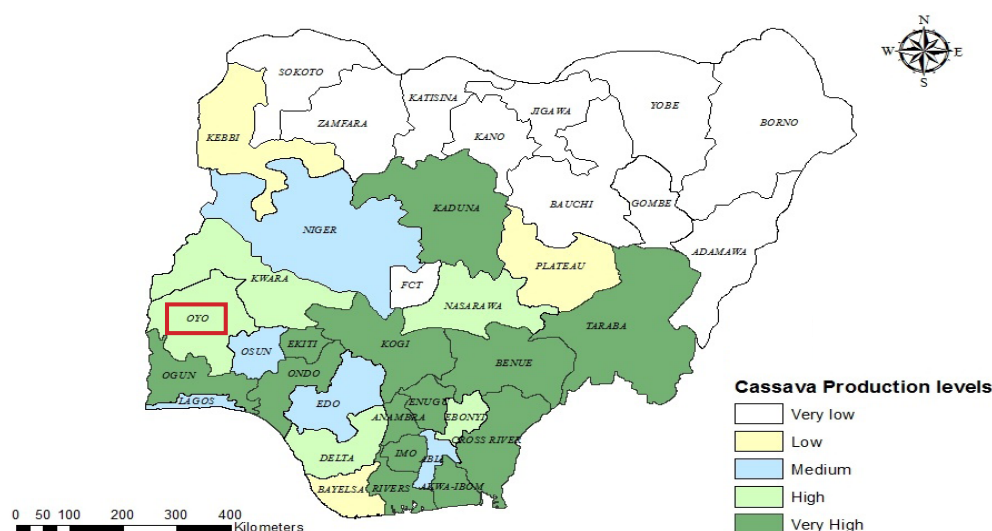 N
W
E
S
SOKOTO
KATISINA
JIGAWA
YOBE
BORNO
ZAMFARA
KANO
KEBBI
KADUNA
BAUCHI
GOMBE
NIGER
ADAMAWA
PLATEAU
KWARA
FCT
NASARAWA
OYO
TARABA
KOGI
OSUN
EKITI
BENUE
OGUN
ONDO
LAGOS
EDO
ENUGU
ANAMBRA
EBONYI
CROSS RIVER
DELTA
IMO
ABIA
BAYELSA
RIVERS
AKWA-IBOM
Cassava Production levels
Very low
Low
Medium
High
Very High
0 50 100 200 300 400
Kilometers